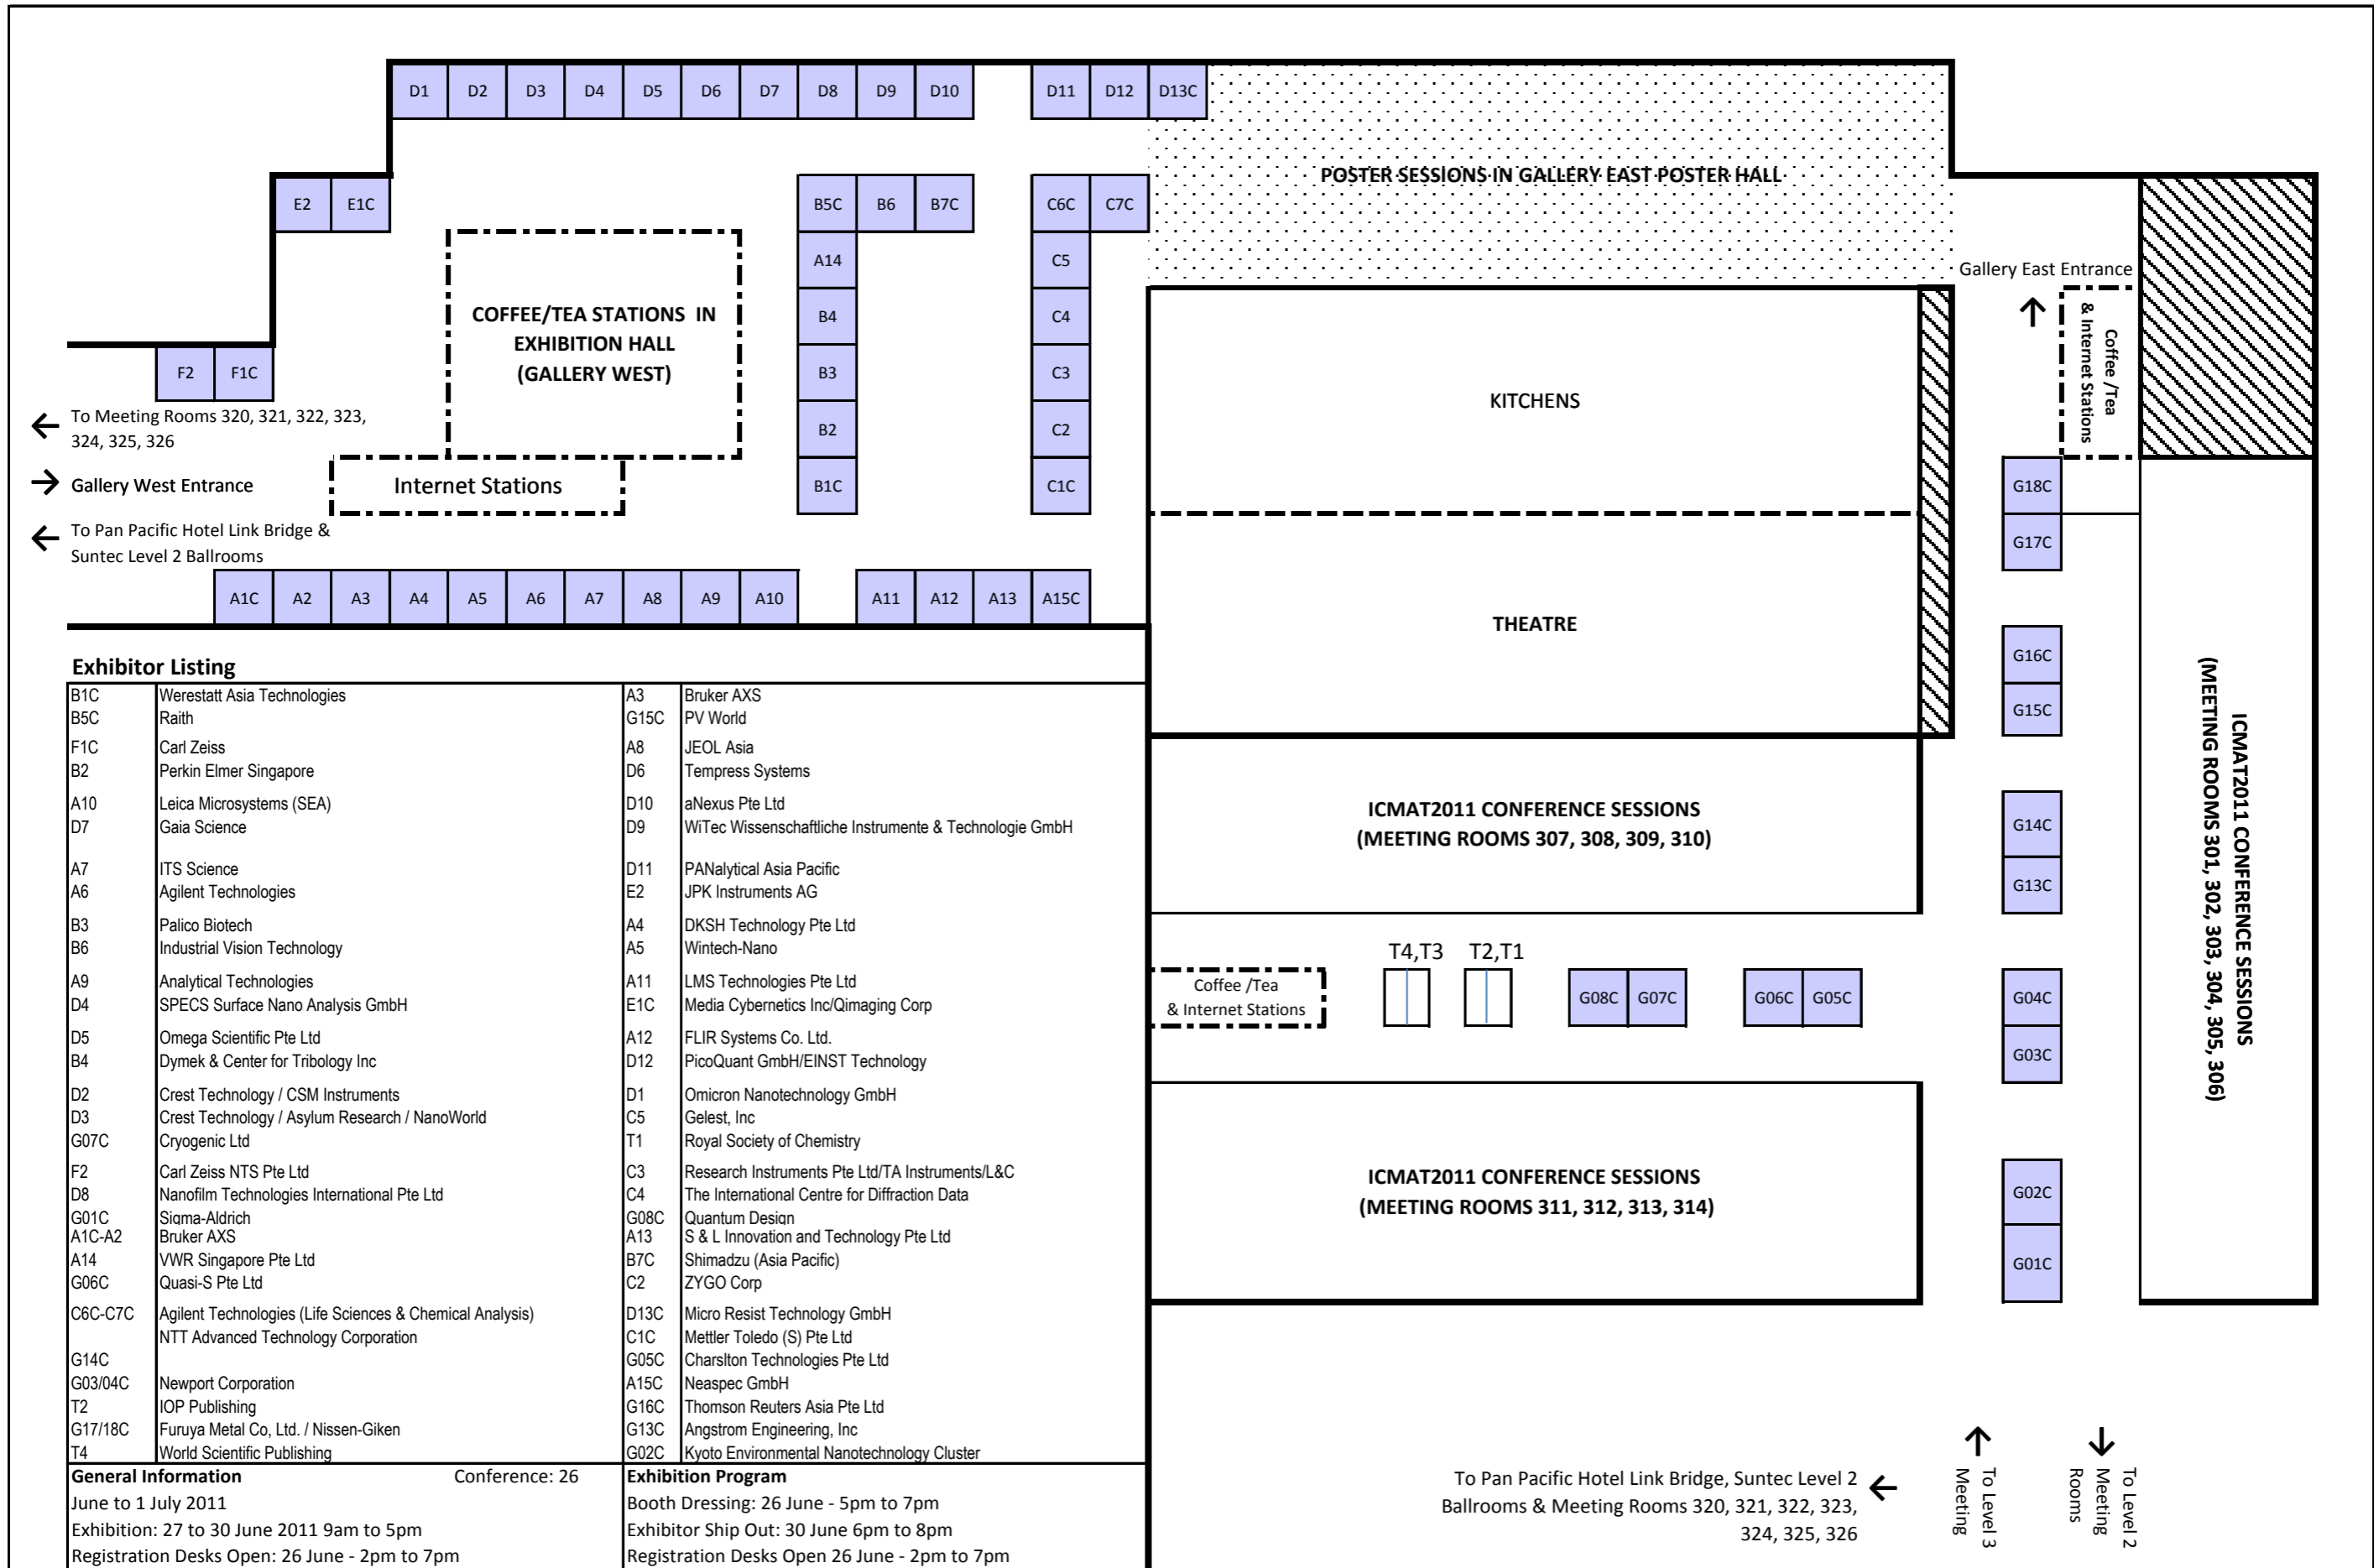 D1 D2 D3 D4 D5 D6 D7 D8 D9 D10 D11 D12 D13C
POSTER SESSIONS IN GALLERY EAST POSTER HALL
E2 E1C B5C B6 B7C C6C C7C
A14 C5
Gallery East Entrance
COFFEE/TEA STATIONS IN
EXHIBITION HALL
(GALLERY WEST)
B4 C4
Coffee /Tea
& Internet Stations
F2 F1C B3 C3
KITCHENS
To Meeting Rooms 320, 321, 322, 323,
324, 325, 326
B2 C2
Gallery West Entrance
Internet Stations
B1C C1C G18C
To Pan Pacific Hotel Link Bridge &
Suntec Level 2 Ballrooms
G17C
A1C A2 A3 A4 A5 A6 A7 A8 A9 A10 A11 A12 A13 A15C
THEATRE
G16C
G15C
ICMAT2011 CONFERENCE SESSIONS
(MEETING ROOMS 301, 302, 303, 304, 305, 306)
Exhibitor Listing
B1C Werestatt Asia Technologies
B5C Raith
F1C Carl Zeiss
B2 Perkin Elmer Singapore
A10 Leica Microsystems (SEA)
D7 Gaia Science
A7 ITS Science
A6 Agilent Technologies
B3 Palico Biotech
B6 Industrial Vision Technology
A9 Analytical Technologies
D4 SPECS Surface Nano Analysis GmbH
D5 Omega Scientific Pte Ltd
B4 Dymek & Center for Tribology Inc
D2 Crest Technology / CSM Instruments
D3 Crest Technology / Asylum Research / NanoWorld
G07C Cryogenic Ltd
F2 Carl Zeiss NTS Pte Ltd
D8 Nanofilm Technologies International Pte Ltd
G01C Sigma-Aldrich
A1C-A2 Bruker AXS
A14 VWR Singapore Pte Ltd
G06C Quasi-S Pte Ltd
C6C-C7C Agilent Technologies (Life Sciences & Chemical Analysis)
NTT Advanced Technology Corporation
G14C
G03/04C Newport Corporation
T2 IOP Publishing
G17/18C Furuya Metal Co, Ltd. / Nissen-Giken
T4 World Scientific Publishing
A3 Bruker AXS
G15C PV World
A8 JEOL Asia
D6 Tempress Systems
D10 aNexus Pte Ltd
D9 WiTec Wissenschaftliche Instrumente & Technologie GmbH
D11 PANalytical Asia Pacific
E2 JPK Instruments AG
A4 DKSH Technology Pte Ltd
A5 Wintech-Nano
A11 LMS Technologies Pte Ltd
E1C Media Cybernetics Inc/Qimaging Corp
A12 FLIR Systems Co. Ltd.
D12 PicoQuant GmbH/EINST Technology
D1 Omicron Nanotechnology GmbH
C5 Gelest, Inc
T1 Royal Society of Chemistry
C3 Research Instruments Pte Ltd/TA Instruments/L&C
C4 The International Centre for Diffraction Data
G08C Quantum Design
A13 S & L Innovation and Technology Pte Ltd
B7C Shimadzu (Asia Pacific)
C2 ZYGO Corp
D13C Micro Resist Technology GmbH
C1C Mettler Toledo (S) Pte Ltd
G05C Charslton Technologies Pte Ltd
A15C Neaspec GmbH
G16C Thomson Reuters Asia Pte Ltd
G13C Angstrom Engineering, Inc
G02C Kyoto Environmental Nanotechnology Cluster
ICMAT2011 CONFERENCE SESSIONS
(MEETING ROOMS 307, 308, 309, 310)
G14C
G13C
T4,T3 T2,T1
Coffee /Tea
& Internet Stations
G08C G07C G06C G05C G04C
G03C
ICMAT2011 CONFERENCE SESSIONS
(MEETING ROOMS 311, 312, 313, 314)
G02C
G01C
General Information Conference: 26
June to 1 July 2011
Exhibition: 27 to 30 June 2011 9am to 5pm
Registration Desks Open: 26 June - 2pm to 7pm
Exhibition Program
Booth Dressing: 26 June - 5pm to 7pm
Exhibitor Ship Out: 30 June 6pm to 8pm
Registration Desks Open 26 June - 2pm to 7pm
To Pan Pacific Hotel Link Bridge, Suntec Level 2
Ballrooms & Meeting Rooms 320, 321, 322, 323,
324, 325, 326
To Level 3
Meeting
To Level 2
Meeting
Rooms